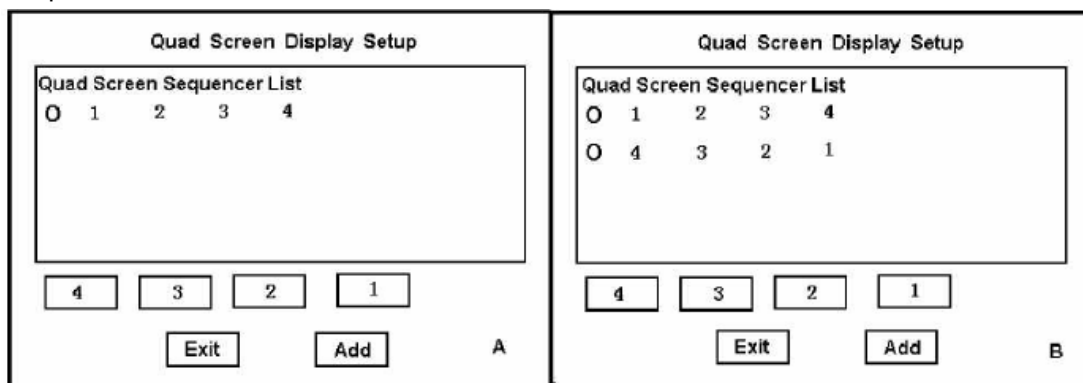 Quad Screen Display Setup
Quad Screen Sequencer List
O 1 2 3 4
4 3 2 1
Exit Add A
Quad Screen Display Setup
Quad Screen Sequencer List
O 1 2 3 4
O 4 3 2 1
4 3 2 1
Exit Add B